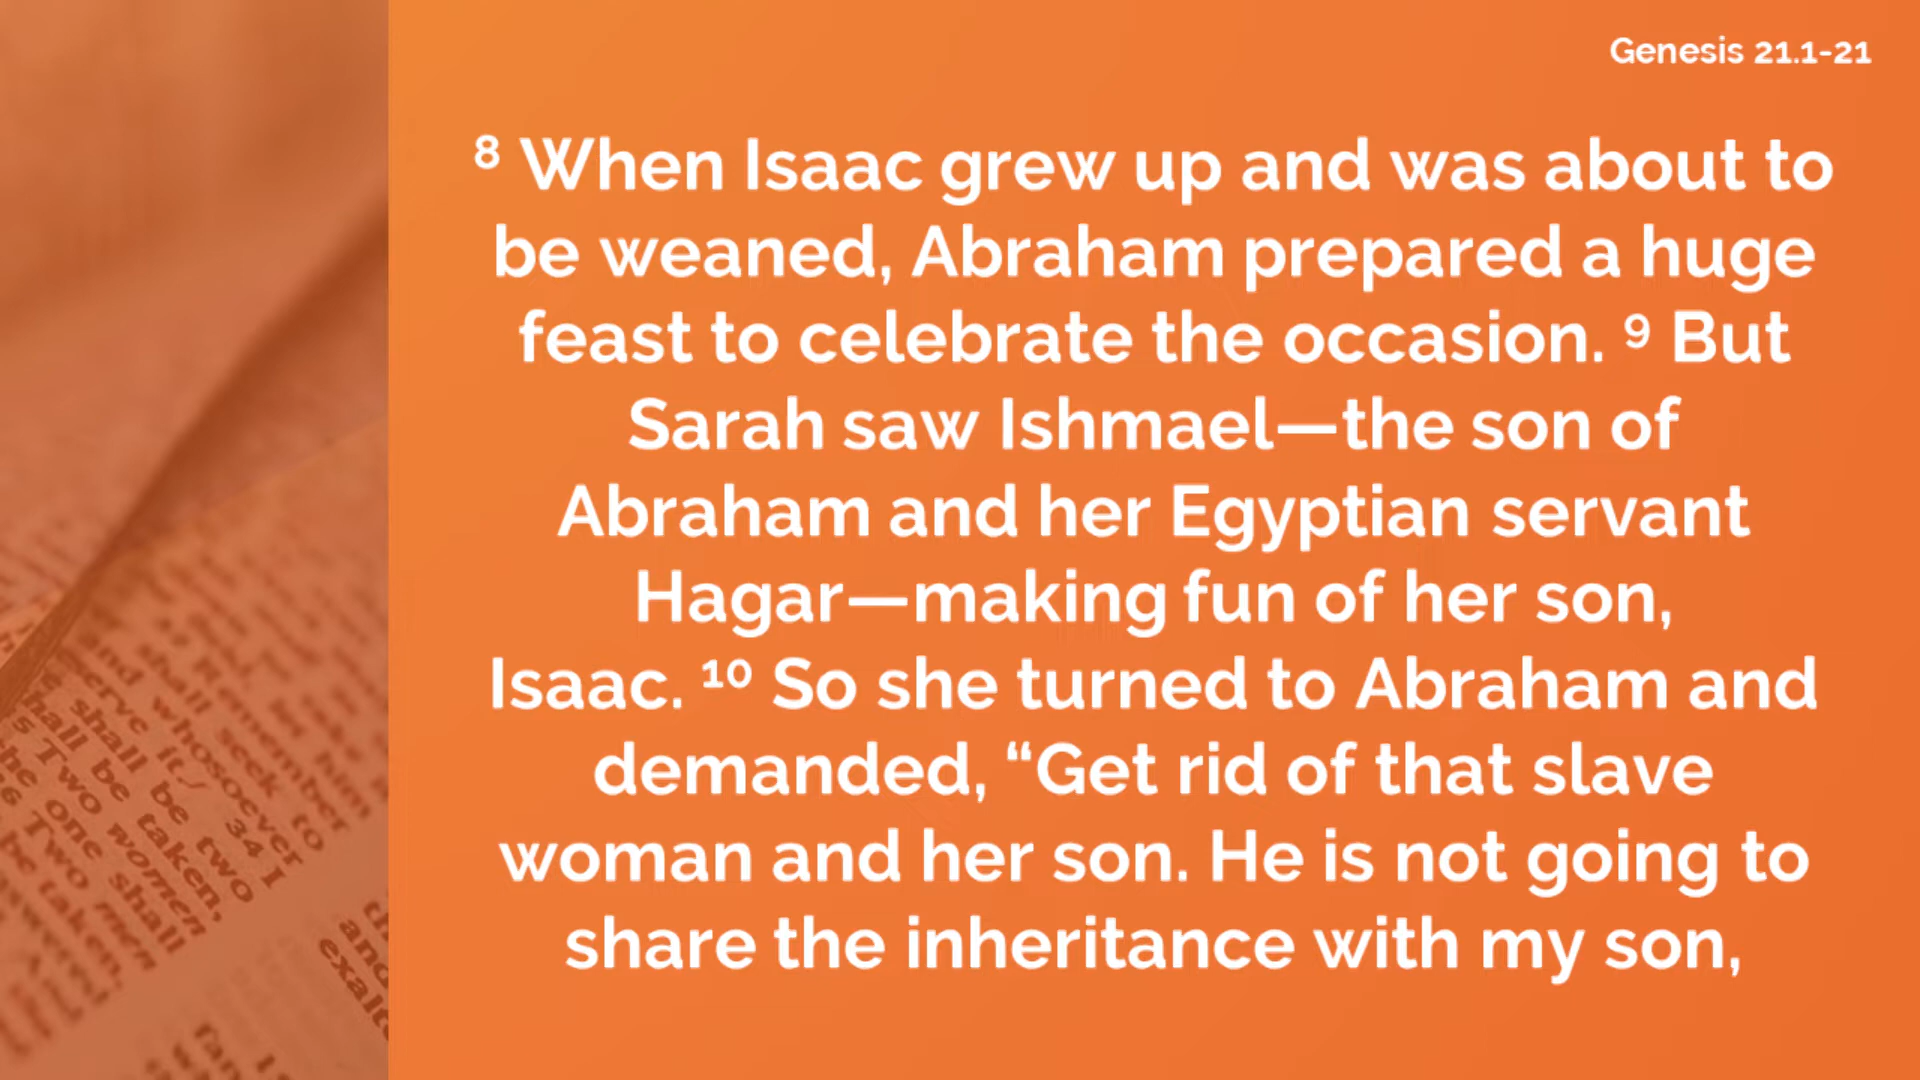 Genesis 21.1-21
⁸ When Isaac grew up and was about to
be weaned, Abraham prepared a huge
feast to celebrate the occasion. ⁹ But
Sarah saw Ishmael—the son of
Abraham and her Egyptian servant
Hagar—making fun of her son,
Isaac. ¹⁰ So she turned to Abraham and
demanded, “Get rid of that slave
woman and her son. He is not going to
share the inheritance with my son,